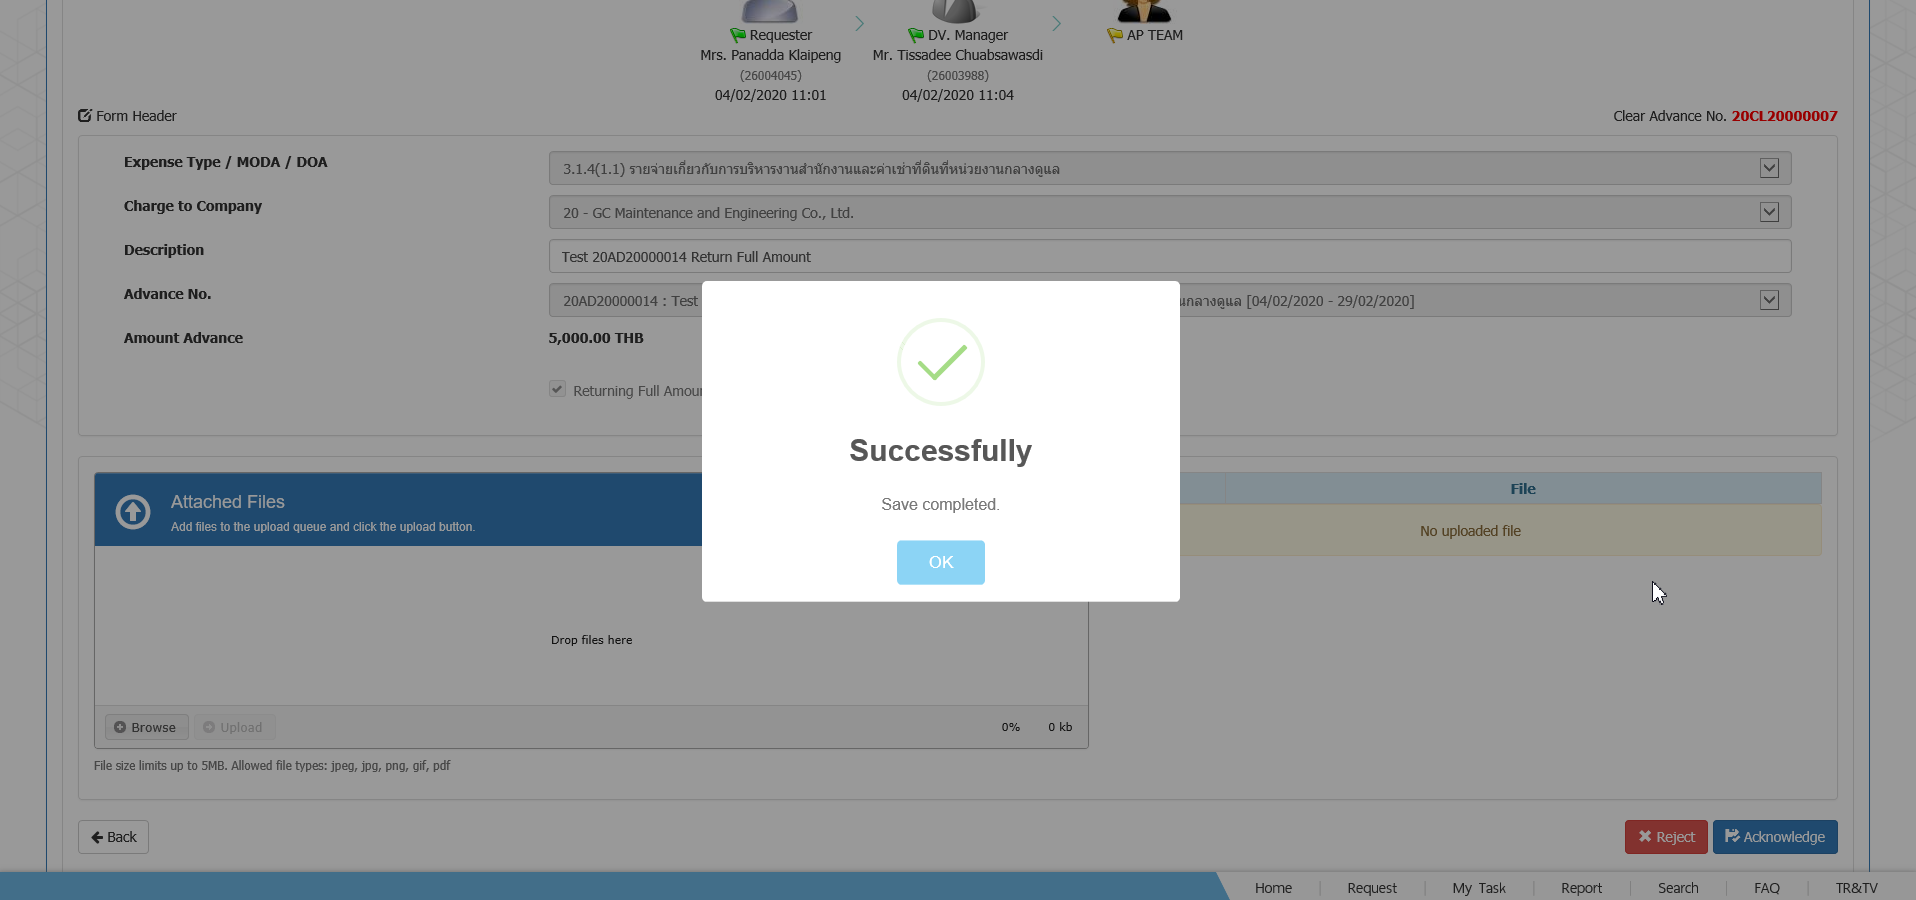 Requester
DV. Manager
AP TEAM
Mrs. Panadda Klaipeng
Mr. Tissadee Chuabsawasdi
(26004045)
(26003988)
04/02/2020 11:01
04/02/2020 11:04
Form Header
Clear Advance No. 20CL20000007
Expense Type / MODA / DOA
3.1.4(1.1) รายจ่ายเกี่ยวกับการบริหารงานสำนักงานและค่าเช่าที่ดินที่หน่วยงานกลางดูแล
Charge to Company
20 - GC Maintenance and Engineering Co., Ltd.
Description
Test 20AD20000014 Return Full Amount
Advance No.
20AD20000014 : Test
นกลางดูแล [04/02/2020 - 29/02/2020]
Amount Advance
5,000.00 THB
Returning Full Amou
Successfully
Save completed.
OK
Attached Files
Add files to the upload queue and click the upload button.
File
No uploaded file
Drop files here
Browse
Upload
0%
0 kb
File size limits up to 5MB. Allowed file types: jpeg, jpg, png, gif, pdf
Back
Reject
Acknowledge
Home
Request
My Task
Report
Search
FAQ
TR&TV